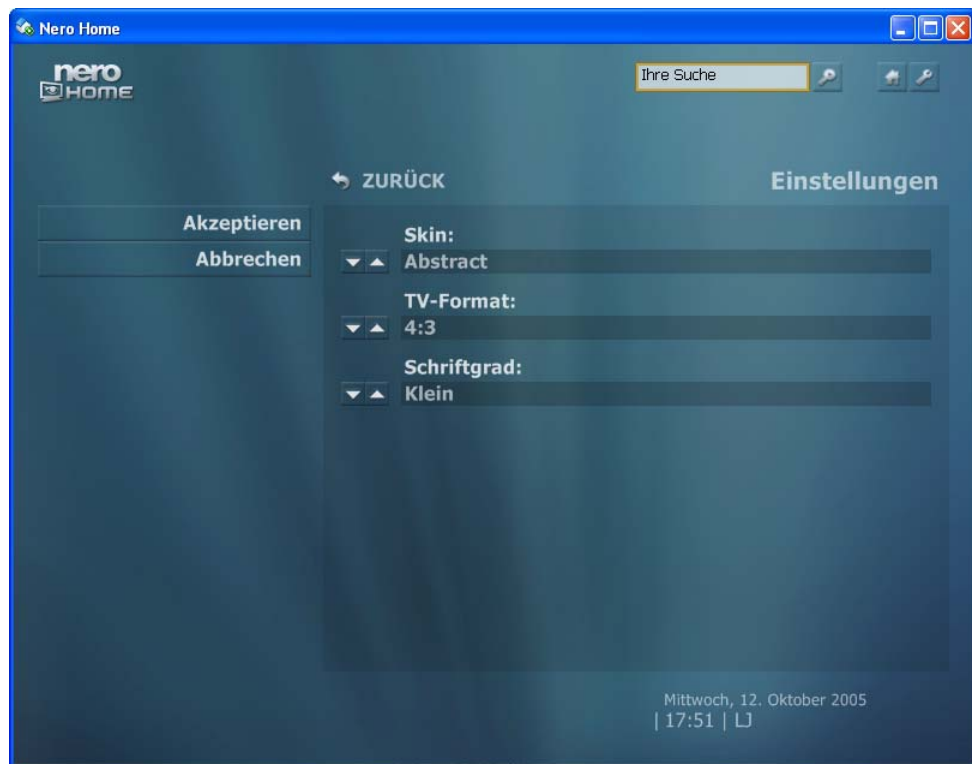 Nero Home
nero
HOME
Ihre Suche
ZURÜCK
Einstellungen
Akzeptieren
Abbrechen
Skin:
Abstract
TV-Format:
4:3
Schriftgrad:
Klein
Mittwoch, 12. Oktober 2005
| 17:51 |